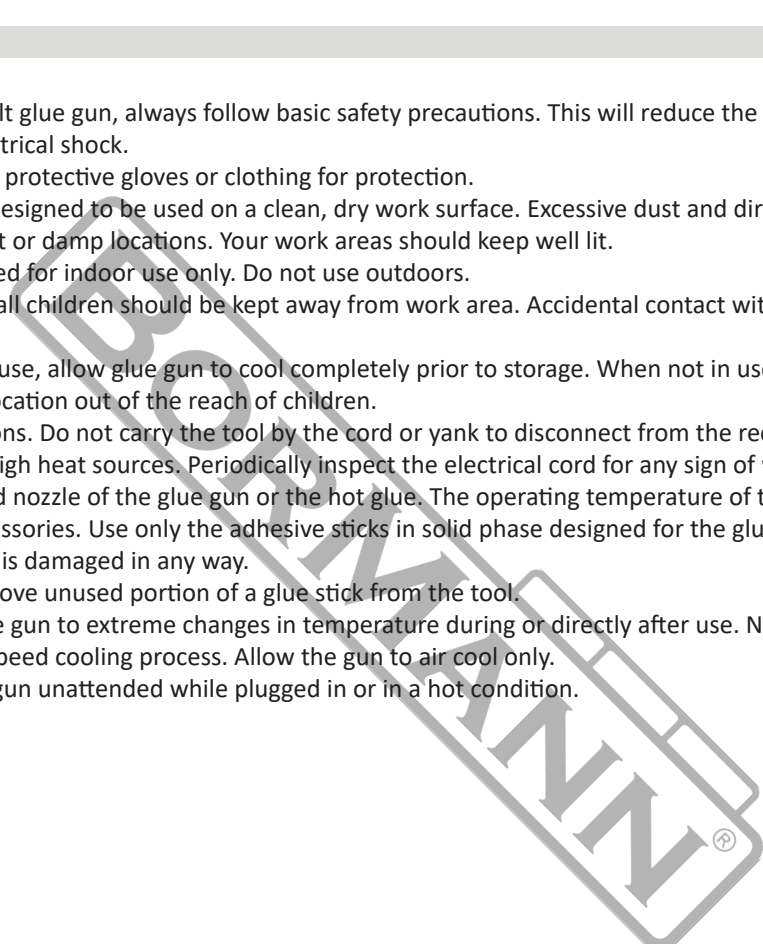 lt glue gun, always follow basic safety precautions. This will reduce the
trical shock.
protective gloves or clothing for protection.
esigned to be used on a clean, dry work surface. Excessive dust and dir
t or damp locations. Your work areas should keep well lit.
ed for indoor use only. Do not use outdoors.
all children should be kept away from work area. Accidental contact wit
use, allow glue gun to cool completely prior to storage. When not in use
ocation out of the reach of children.
ons. Do not carry the tool by the cord or yank to disconnect from the rec
igh heat sources. Periodically inspect the electrical cord for any sign of
d nozzle of the glue gun or the hot glue. The operating temperature of t
ssories. Use only the adhesive sticks in solid phase designed for the glu
is damaged in any way.
ove unused portion of a glue stick from the tool.
e gun to extreme changes in temperature during or directly after use. N
peed cooling process. Allow the gun to air cool only.
gun unattended while plugged in or in a hot condition.
BORMANN®